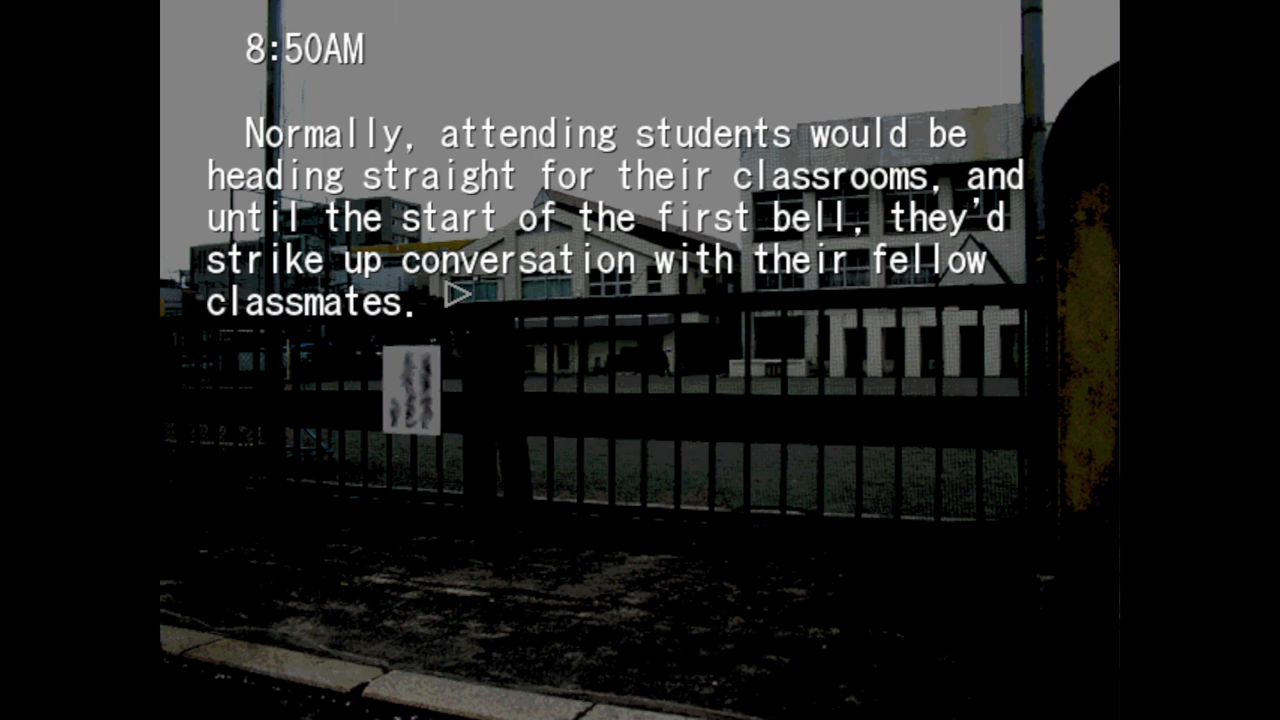 8:50AM
Normally, attending students would be
heading straight for their classrooms, and
until the start of the first bell, they'd
strike up conversation with their fellow
classmates.